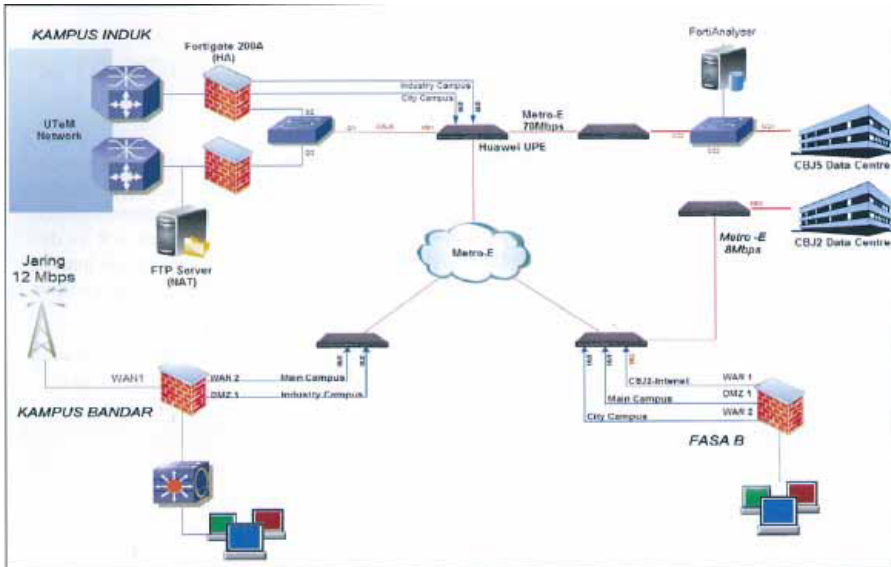 KAMPUS INDUK
Fortigate 200A
(HA)
FortiAnalyser
UTeM
Network
Industry Campus
City Campus
Metro-E
70Mbps
Huawei UPE
CBJ5 Data Centre
FTP Server
(NAT)
Metro-E
Metro -E
8Mbps
CBJ2 Data Centre
Jaring
12 Mbps
WAN1
WAN 2
Main Campus
DMZ 1
Industry Campus
KAMPUS BANDAR
CBJ2-Internet
WAN 1
Main Campus
DMZ 1
City Campus
WAN 2
FASA B